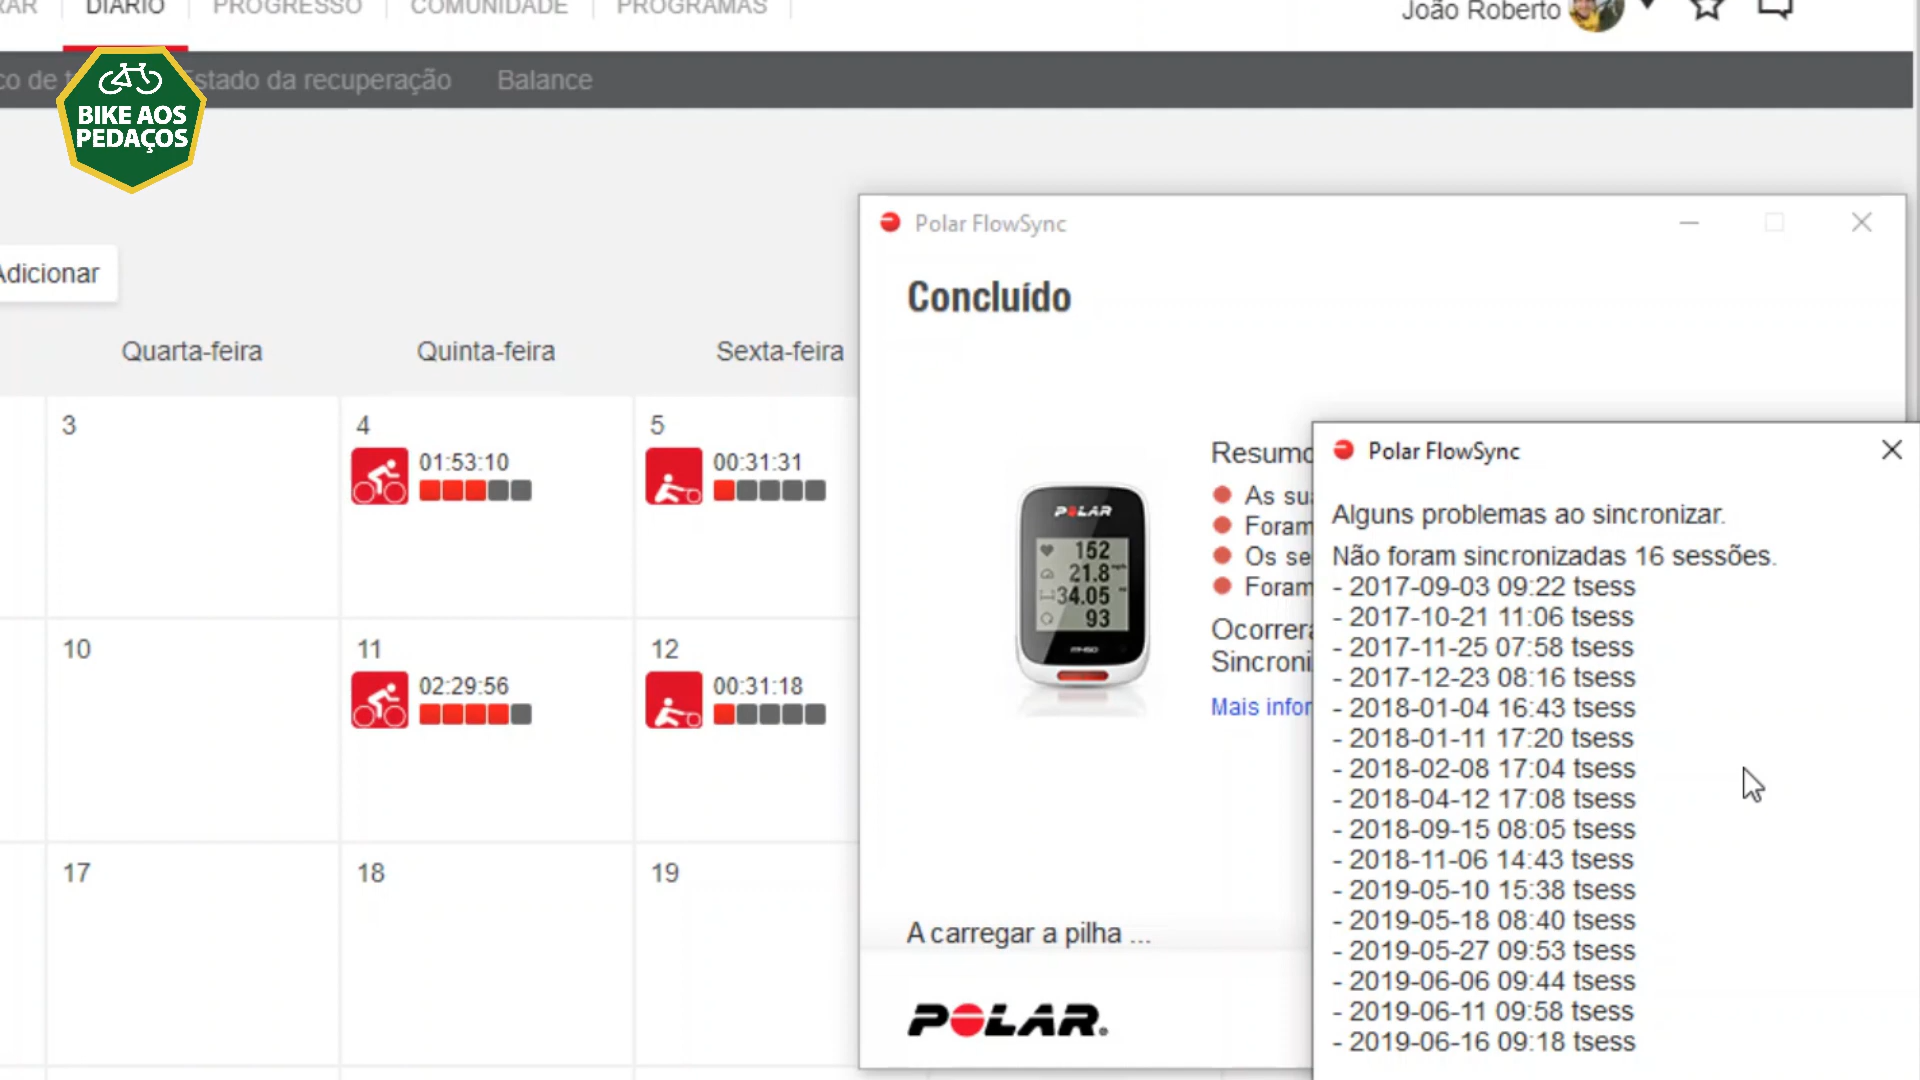 RAR DIÁRIO PROGRESSO COMUNIDADE PROGRAMAS
João Roberto
co de t
Estado da recuperação Balance
BIKE AOS
PEDAÇOS
Adicionar
Quarta-feira Quinta-feira Sexta-feira
3 4 5
01:53:10 00:31:31
10 11 12
02:29:56 00:31:18
17 18 19
Polar FlowSync
Concluído
POLAR
152
21.8
34.05
93
M450
Resumo
As sua
Foram
Os se
Foram
Ocorrera
Sincroni
Mais infor
A carregar a pilha ...
POLAR
Polar FlowSync
Alguns problemas ao sincronizar.
Não foram sincronizadas 16 sessões.
- 2017-09-03 09:22 tsess
- 2017-10-21 11:06 tsess
- 2017-11-25 07:58 tsess
- 2017-12-23 08:16 tsess
- 2018-01-04 16:43 tsess
- 2018-01-11 17:20 tsess
- 2018-02-08 17:04 tsess
- 2018-04-12 17:08 tsess
- 2018-09-15 08:05 tsess
- 2018-11-06 14:43 tsess
- 2019-05-10 15:38 tsess
- 2019-05-18 08:40 tsess
- 2019-05-27 09:53 tsess
- 2019-06-06 09:44 tsess
- 2019-06-11 09:58 tsess
- 2019-06-16 09:18 tsess